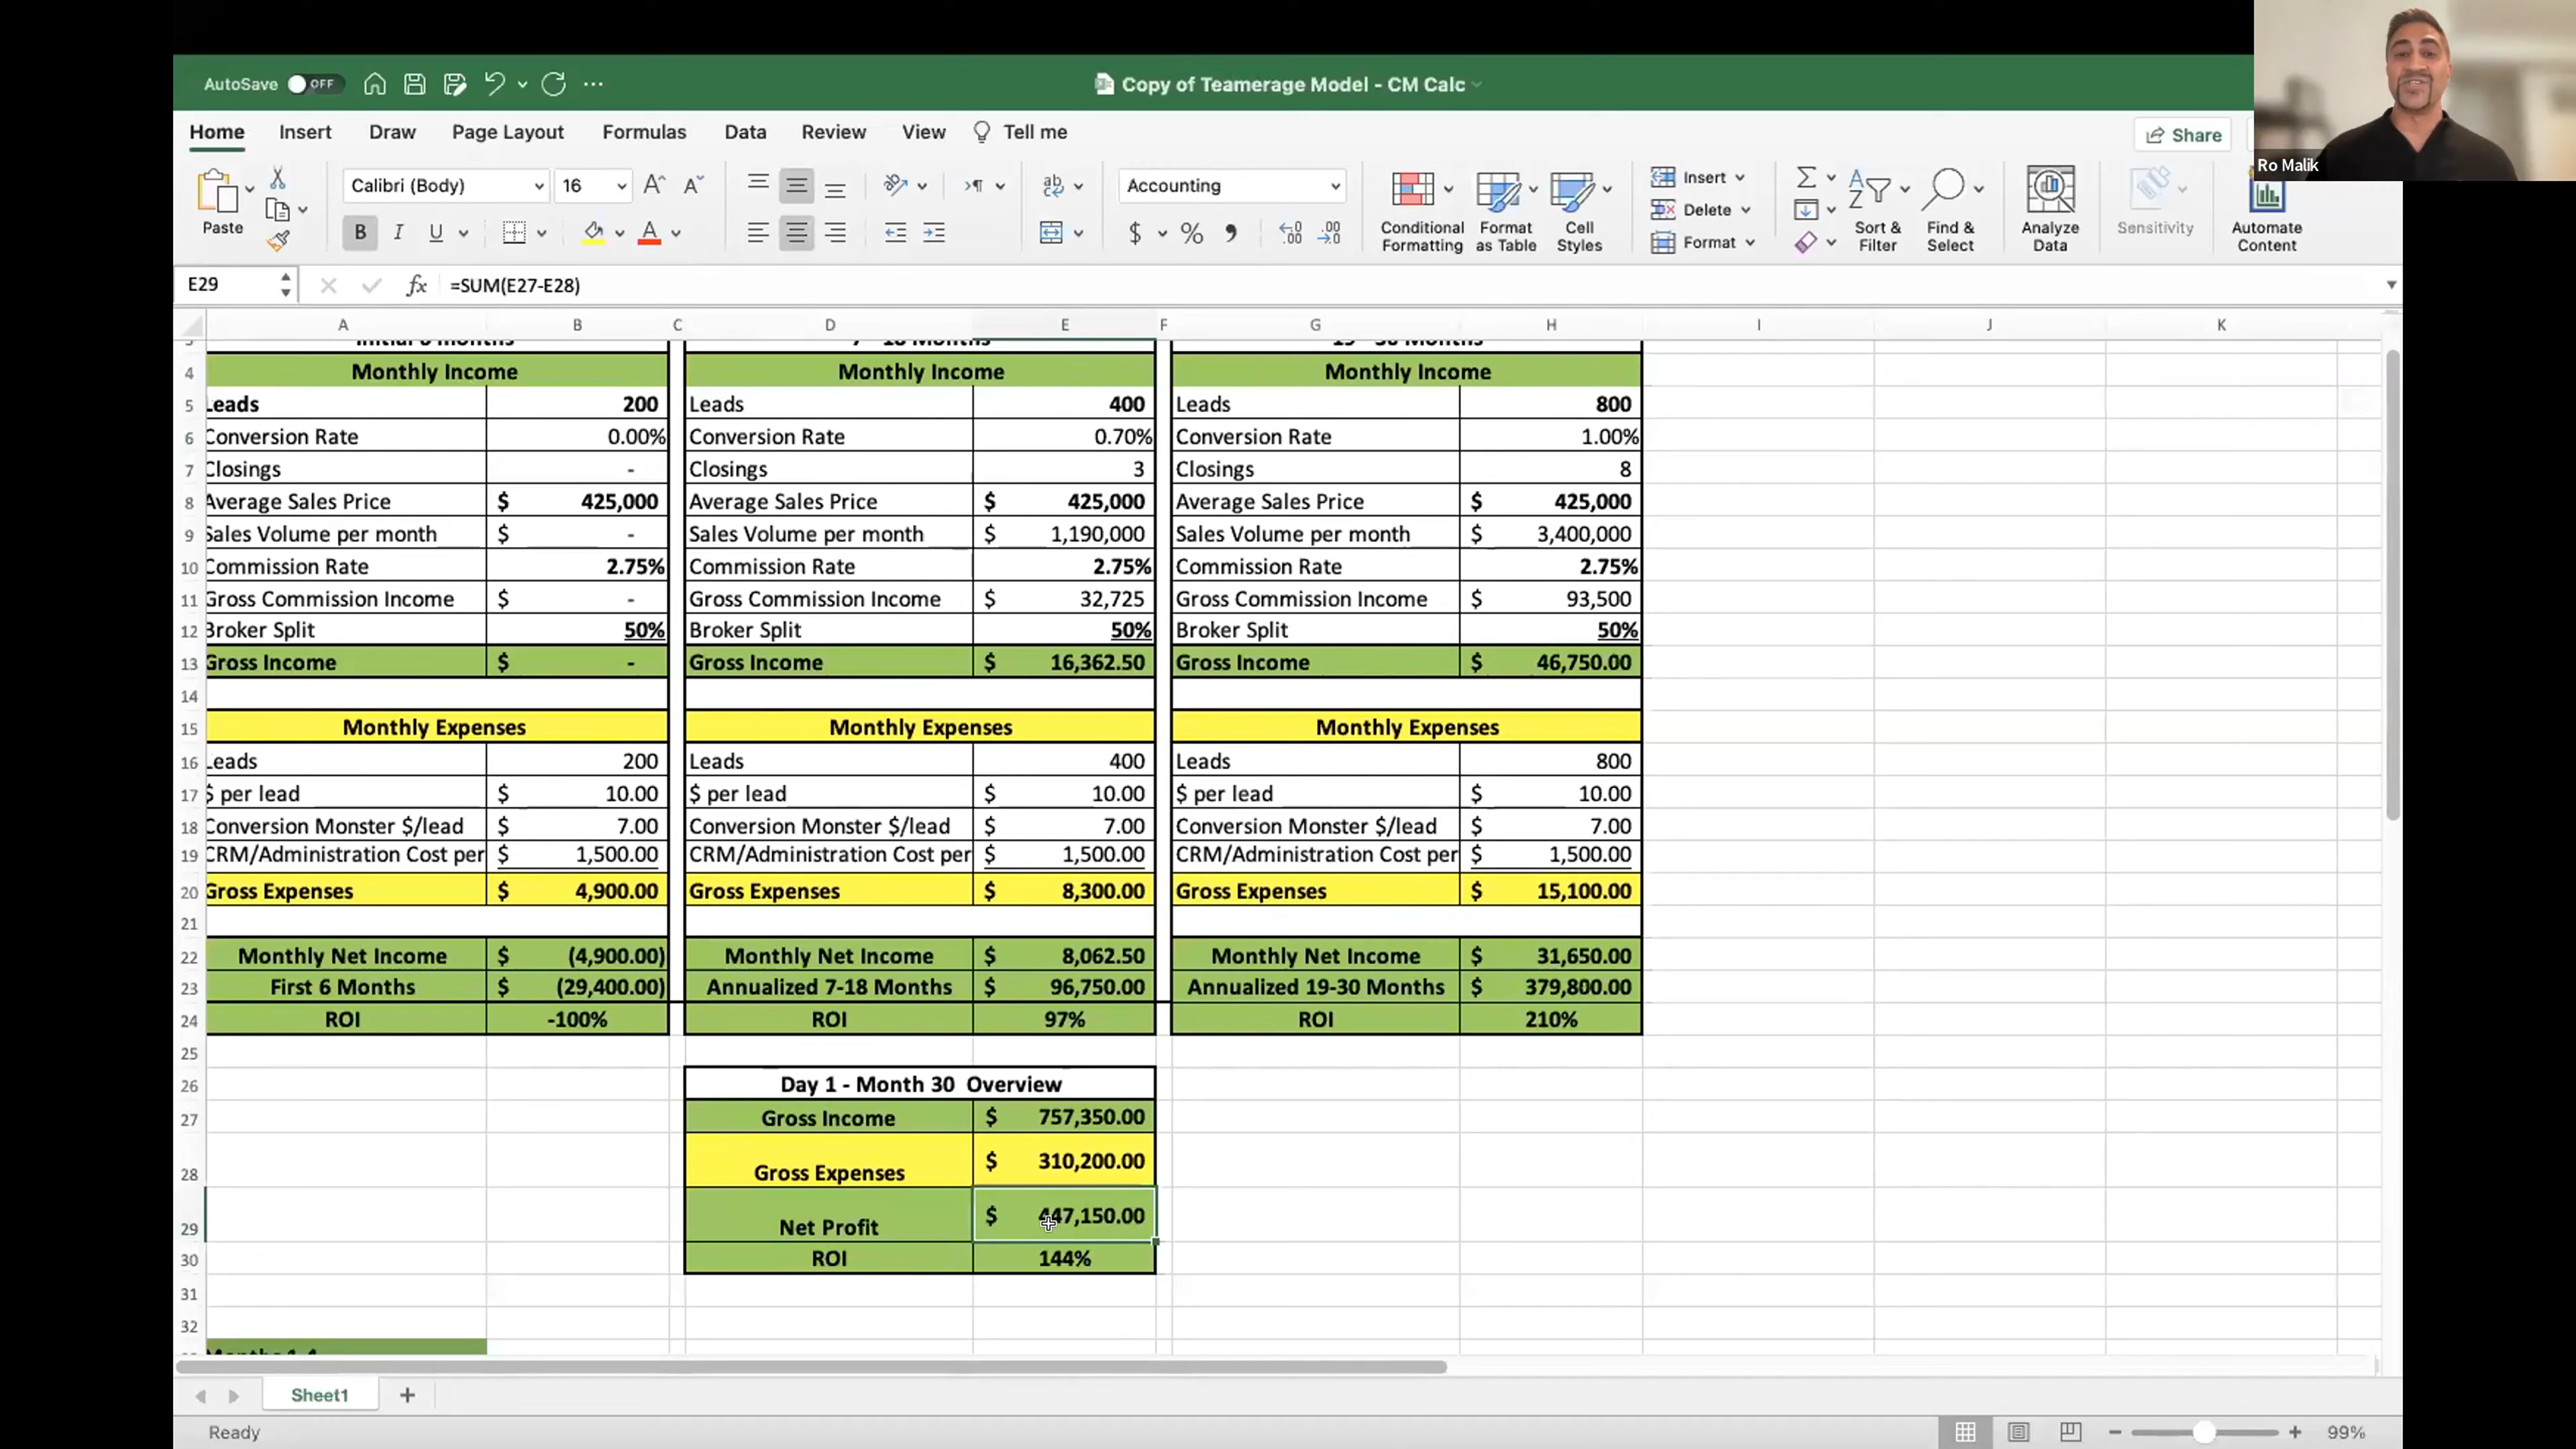 AutoSave OFF Copy of Teamerage Model - CM Calc
Home Insert Draw Page Layout Formulas Data Review View Tell me Share
Ro Malik
Paste Calibri (Body) 16 Accounting Conditional Formatting Format as Table Cell Styles Insert Delete Format Sort & Filter Find & Select Analyze Data Sensitivity Automate Content
E29 fx =SUM(E27-E28)
A B C D E F G H I J K
4 Monthly Income Monthly Income Monthly Income
5 Leads 200 Leads 400 Leads 800
6 Conversion Rate 0.00% Conversion Rate 0.70% Conversion Rate 1.00%
7 Closings - Closings 3 Closings 8
8 Average Sales Price $ 425,000 Average Sales Price $ 425,000 Average Sales Price $ 425,000
9 Sales Volume per month $ - Sales Volume per month $ 1,190,000 Sales Volume per month $ 3,400,000
10 Commission Rate 2.75% Commission Rate 2.75% Commission Rate 2.75%
11 Gross Commission Income $ - Gross Commission Income $ 32,725 Gross Commission Income $ 93,500
12 Broker Split 50% Broker Split 50% Broker Split 50%
13 Gross Income $ - Gross Income $ 16,362.50 Gross Income $ 46,750.00
14
15 Monthly Expenses Monthly Expenses Monthly Expenses
16 Leads 200 Leads 400 Leads 800
17 $ per lead $ 10.00 $ per lead $ 10.00 $ per lead $ 10.00
18 Conversion Monster $/lead $ 7.00 Conversion Monster $/lead $ 7.00 Conversion Monster $/lead $ 7.00
19 CRM/Administration Cost per $ 1,500.00 CRM/Administration Cost per $ 1,500.00 CRM/Administration Cost per $ 1,500.00
20 Gross Expenses $ 4,900.00 Gross Expenses $ 8,300.00 Gross Expenses $ 15,100.00
21
22 Monthly Net Income $ (4,900.00) Monthly Net Income $ 8,062.50 Monthly Net Income $ 31,650.00
23 First 6 Months $ (29,400.00) Annualized 7-18 Months $ 96,750.00 Annualized 19-30 Months $ 379,800.00
24 ROI -100% ROI 97% ROI 210%
25
26 Day 1 - Month 30 Overview
27 Gross Income $ 757,350.00
28 Gross Expenses $ 310,200.00
29 Net Profit $ 447,150.00
30 ROI 144%
31
32
Sheet1
Ready 99%